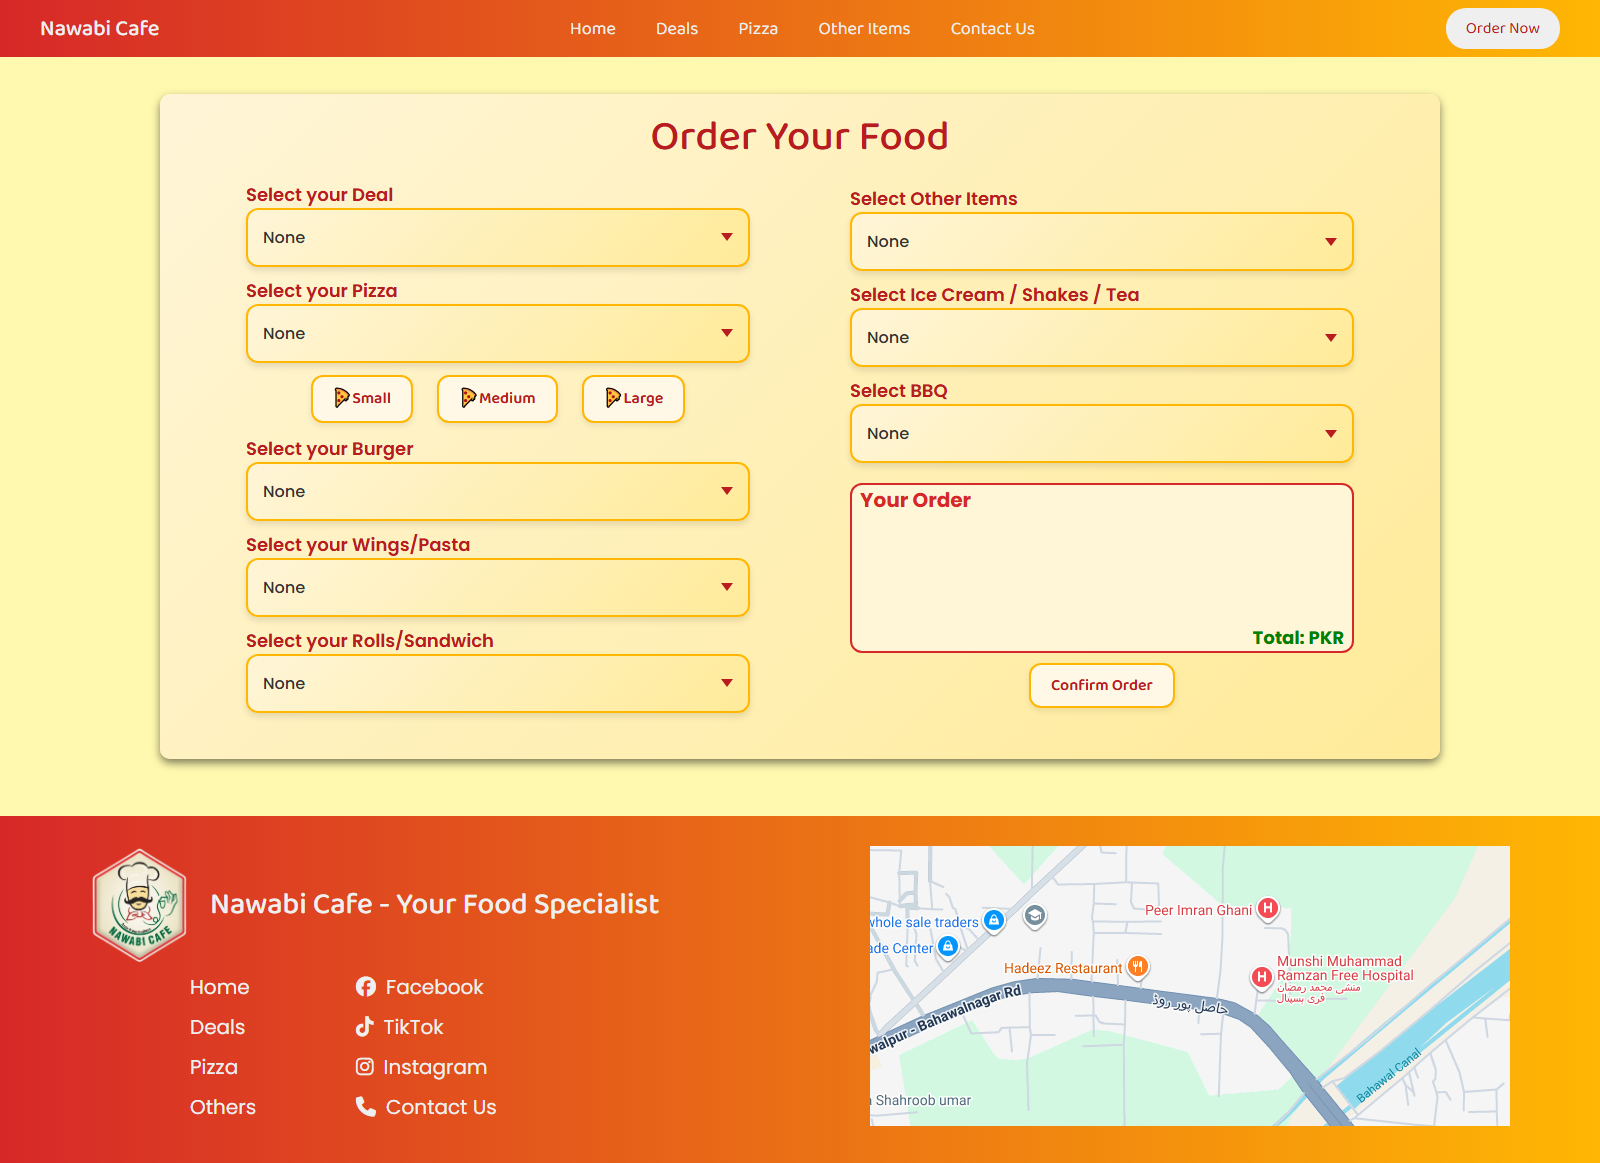 Nawabi Cafe
Home
Deals
Pizza
Other Items
Contact Us
Order Now
Order Your Food
Select your Deal
None
Select your Pizza
None
Small
Medium
Large
Select your Burger
None
Select your Wings/Pasta
None
Select your Rolls/Sandwich
None
Select Other Items
None
Select Ice Cream / Shakes / Tea
None
Select BBQ
None
Your Order
Total: PKR
Confirm Order
NAWABI CAFE
Nawabi Cafe - Your Food Specialist
Home
Deals
Pizza
Others
Facebook
TikTok
Instagram
Contact Us
whole sale traders
ade Center
Peer Imran Ghani
H
Hadeez Restaurant
H
Munshi Muhammad
Ramzan Free Hospital
منشی محمد رمضان
فری ہسپتال
walpur - Bahawalnagar Rd
حاصل پور روڈ
Bahawal Canal
Shahroob umar